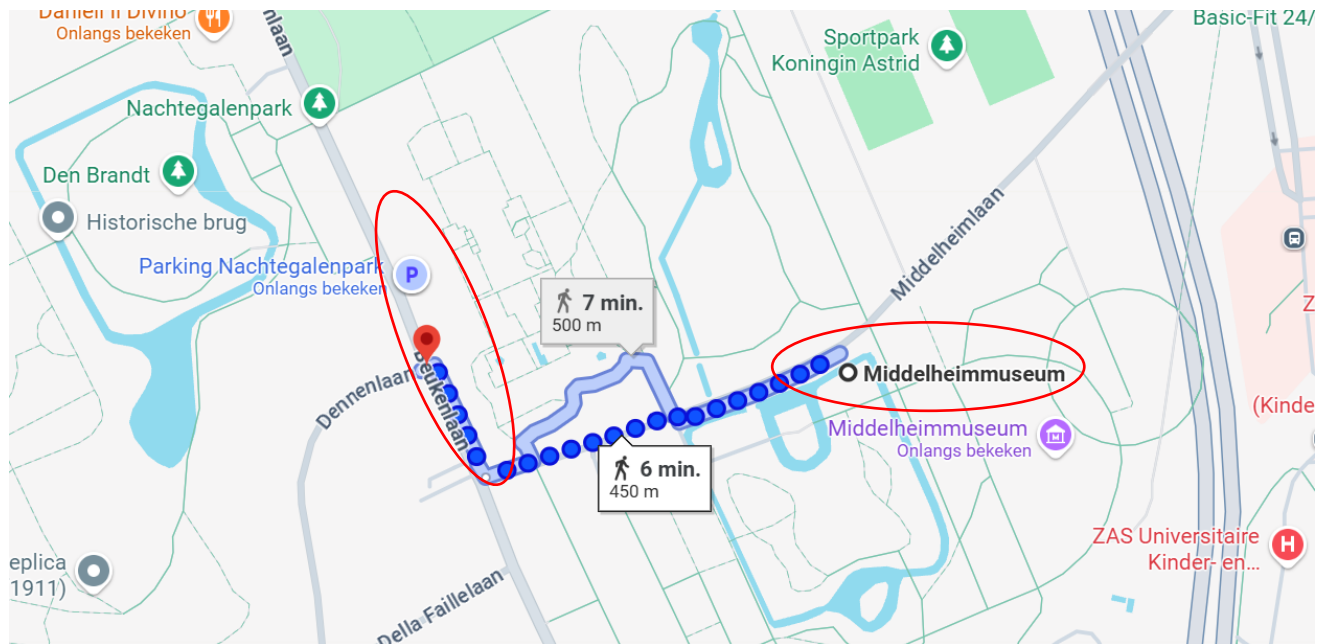 Daniëll Il Divino
Onlangs bekeken
nlaan
Basic-Fit 24/
Sportpark
Koningin Astrid
Nachtegalenpark
Den Brandt
Historische brug
Parking Nachtegalenpark
P
Onlangs bekeken
Middelheimlaan
7 min.
500 m
Z
Beukenlaan
Dennenlaan
Middelheimmuseum
(Kinde
Middelheimmuseum
Onlangs bekeken
6 min.
450 m
ZAS Universitaire
Kinder- en...
H
eplica
1911)
Della Faillelaan